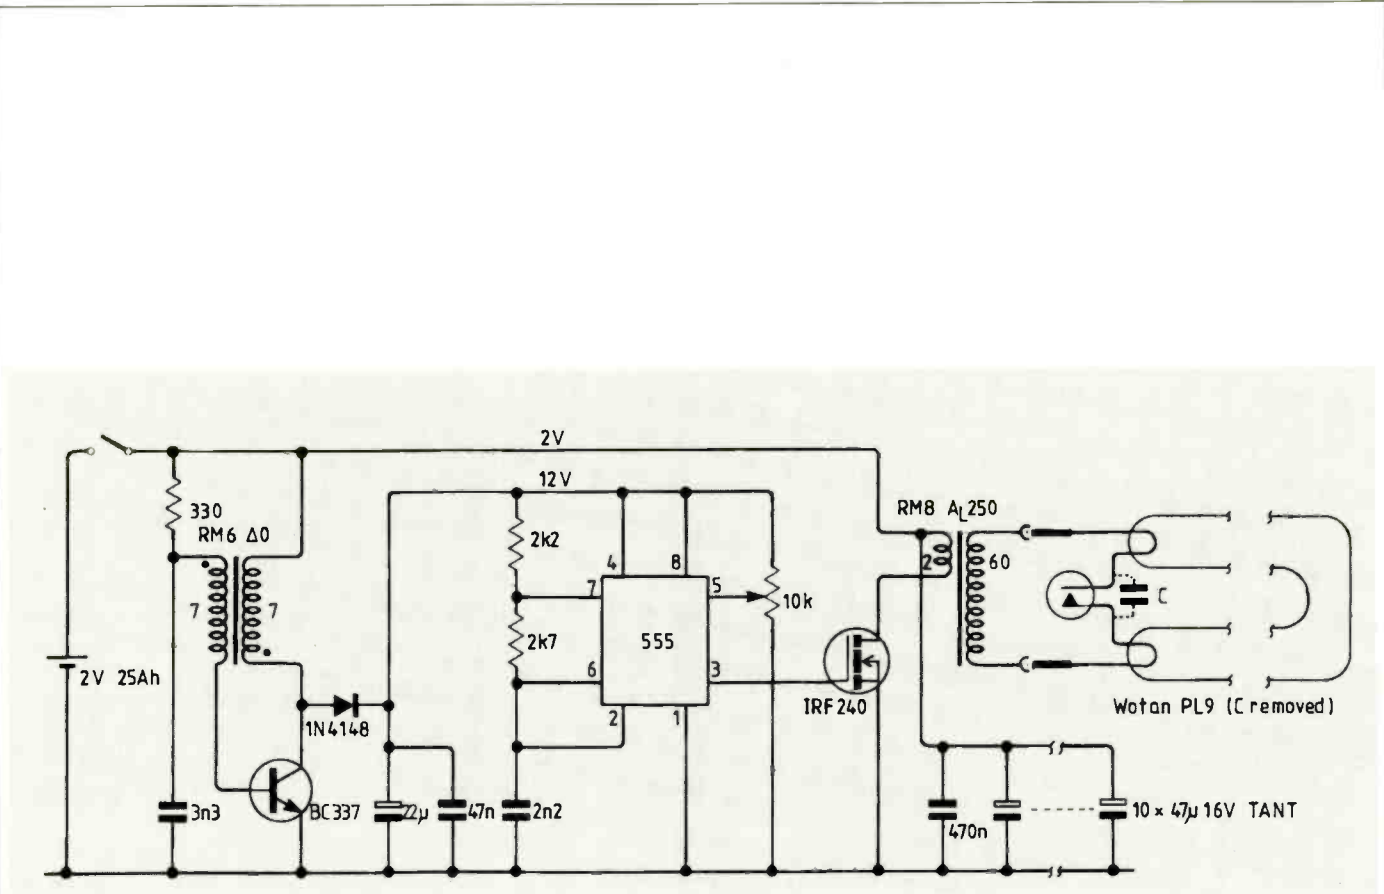 2V
12V
330
RM6 Δ0
2k2
RM8 AL250
4
8
7
5
2
60
7
7
10k
C
2k7
555
6
3
2V 25Ah
1N4148
2
1
IRF240
Wotan PL9 (C removed)
3n3
BC337
22µ
47n
2n2
470n
10 x 47µ 16V TANT